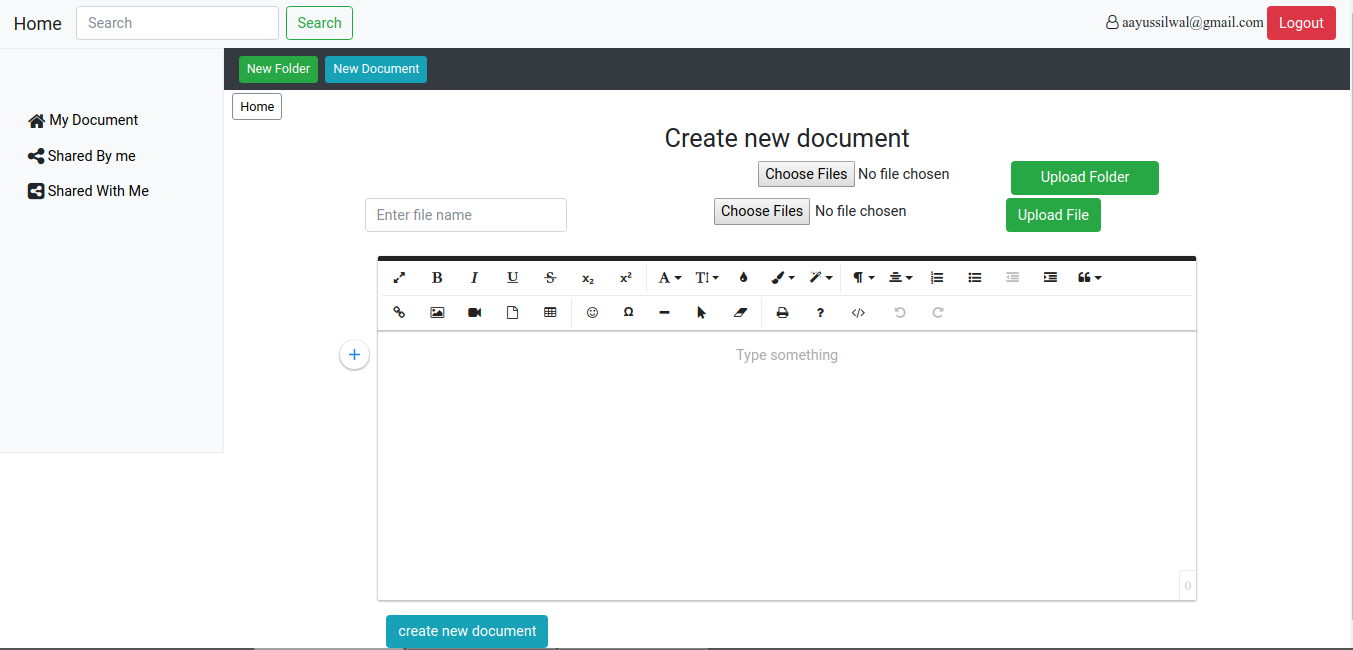 Home Search Search aayussilwal@gmail.com Logout
New Folder New Document
Home
My Document
Shared By me
Shared With Me
Create new document
Choose Files No file chosen Upload Folder
Enter file name Choose Files No file chosen Upload File
B I U S x₂ x² A T ¶ “
Ω ? </>
+ Type something
0
create new document